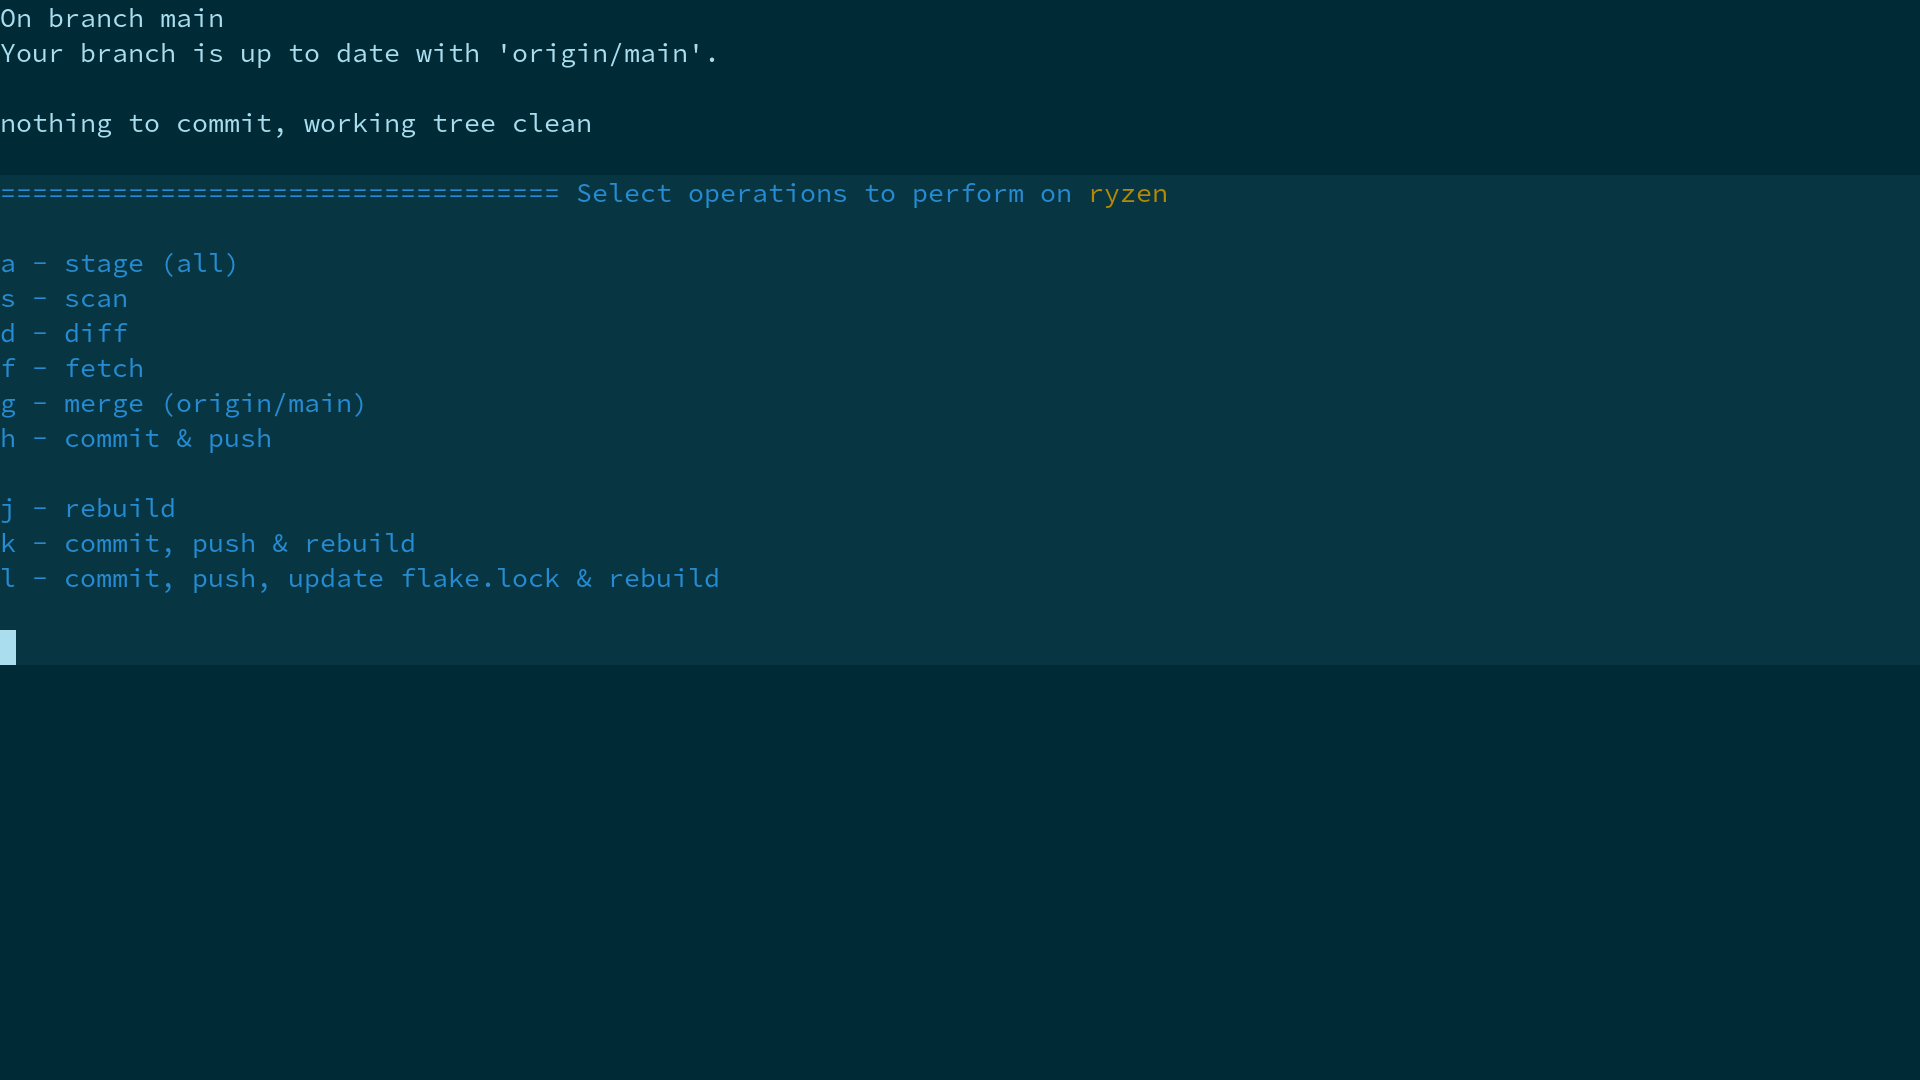 On branch main
Your branch is up to date with 'origin/main'.
nothing to commit, working tree clean
=================================== Select operations to perform on ryzen
a - stage (all)
s - scan
d - diff
f - fetch
g - merge (origin/main)
h - commit & push
j - rebuild
k - commit, push & rebuild
l - commit, push, update flake.lock & rebuild